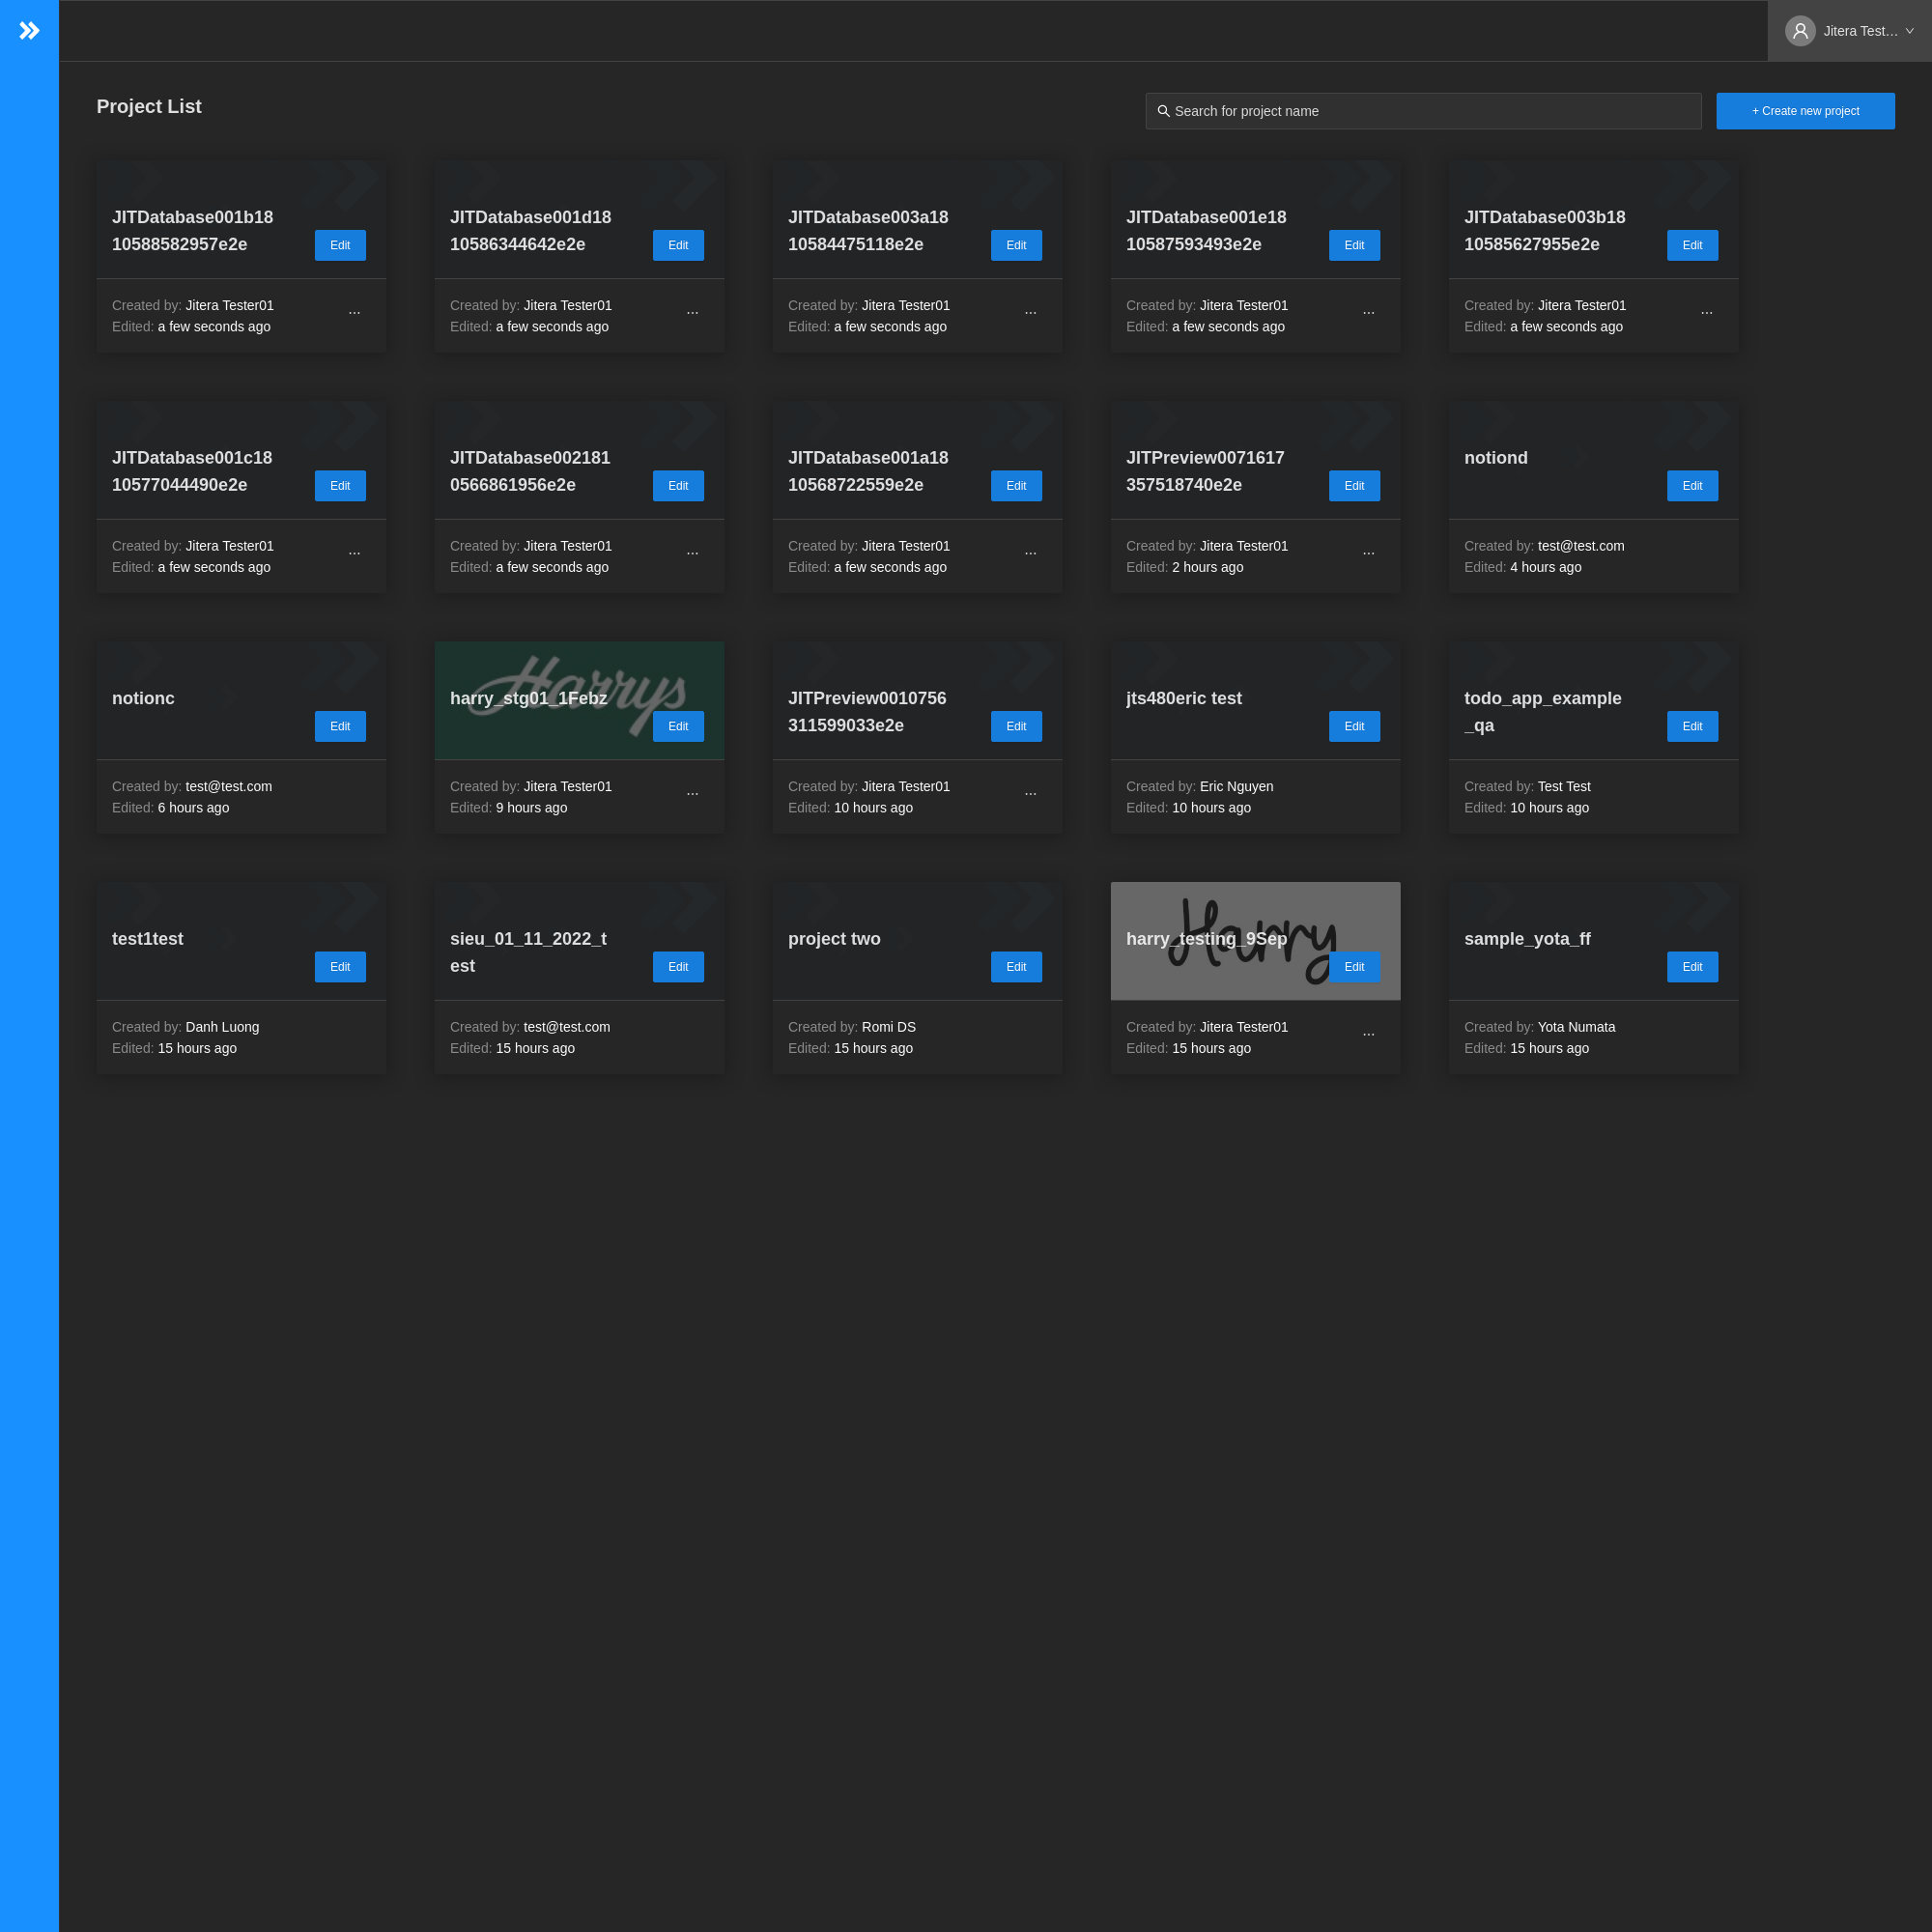 Jitera Test...
Project List
Search for project name
+ Create new project
JITDatabase001b18
10588582957e2e
Edit
Created by: Jitera Tester01
Edited: a few seconds ago
...
JITDatabase001d18
10586344642e2e
Edit
Created by: Jitera Tester01
Edited: a few seconds ago
...
JITDatabase003a18
10584475118e2e
Edit
Created by: Jitera Tester01
Edited: a few seconds ago
...
JITDatabase001e18
10587593493e2e
Edit
Created by: Jitera Tester01
Edited: a few seconds ago
...
JITDatabase003b18
10585627955e2e
Edit
Created by: Jitera Tester01
Edited: a few seconds ago
...
JITDatabase001c18
10577044490e2e
Edit
Created by: Jitera Tester01
Edited: a few seconds ago
...
JITDatabase002181
0566861956e2e
Edit
Created by: Jitera Tester01
Edited: a few seconds ago
...
JITDatabase001a18
10568722559e2e
Edit
Created by: Jitera Tester01
Edited: a few seconds ago
...
JITPreview0071617
357518740e2e
Edit
Created by: Jitera Tester01
Edited: 2 hours ago
...
notiond
Edit
Created by: test@test.com
Edited: 4 hours ago
notionc
Edit
Created by: test@test.com
Edited: 6 hours ago
Harrys
harry_stg01_1Febz
Edit
Created by: Jitera Tester01
Edited: 9 hours ago
...
JITPreview0010756
311599033e2e
Edit
Created by: Jitera Tester01
Edited: 10 hours ago
...
jts480eric test
Edit
Created by: Eric Nguyen
Edited: 10 hours ago
todo_app_example
_qa
Edit
Created by: Test Test
Edited: 10 hours ago
test1test
Edit
Created by: Danh Luong
Edited: 15 hours ago
sieu_01_11_2022_t
est
Edit
Created by: test@test.com
Edited: 15 hours ago
project two
Edit
Created by: Romi DS
Edited: 15 hours ago
Harry
harry_testing_9Sep
Edit
Created by: Jitera Tester01
Edited: 15 hours ago
...
sample_yota_ff
Edit
Created by: Yota Numata
Edited: 15 hours ago